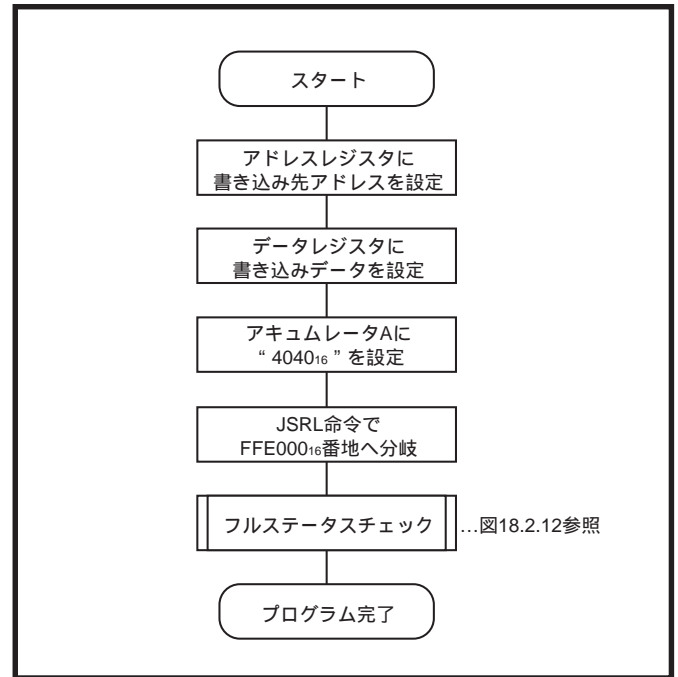 スタート
アドレスレジスタに
書き込み先アドレスを設定
データレジスタに
書き込みデータを設定
アキュムレータAに
“ 4040₁₆ ” を設定
JSRL命令で
FFE000₁₆番地へ分岐
フルステータスチェック …図18.2.12参照
プログラム完了